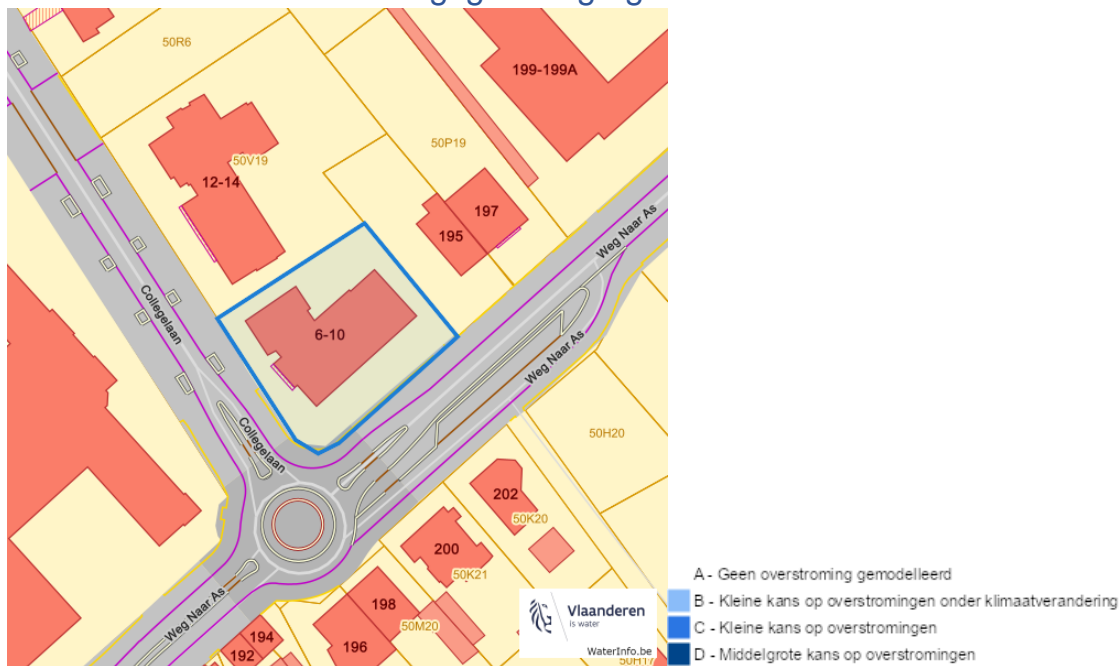 50R6
199-199A
50P19
50V19
12-14
197
195
Weg Naar As
Collegelaan
6-10
Weg Naar As
Collegelaan
50H20
202
50K20
200
50K21
198
196
50M20
194
192
Weg Naar As
50H17
Vlaanderen
is water
WaterInfo.be
A - Geen overstroming gemodelleerd
B - Kleine kans op overstromingen onder klimaatverandering
C - Kleine kans op overstromingen
D - Middelgrote kans op overstromingen